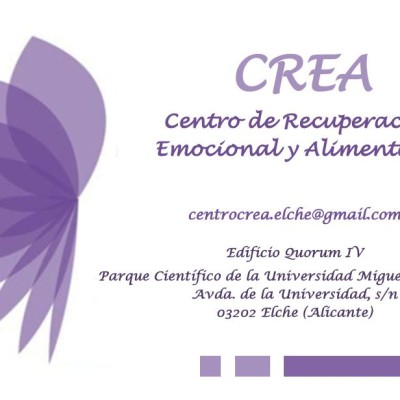 CREA
Centro de Recuperac
Emocional y Aliment
centrocrea.elche@gmail.com
Edificio Quorum IV
Parque Científico de la Universidad Migue
Avda. de la Universidad, s/n
03202 Elche (Alicante)